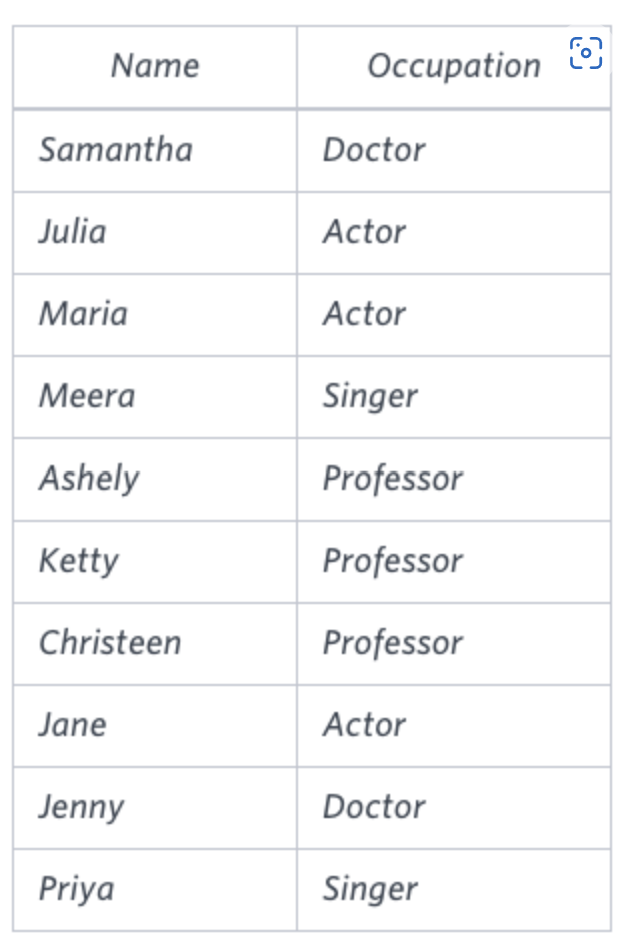 Name Occupation
Samantha Doctor
Julia Actor
Maria Actor
Meera Singer
Ashely Professor
Ketty Professor
Christeen Professor
Jane Actor
Jenny Doctor
Priya Singer